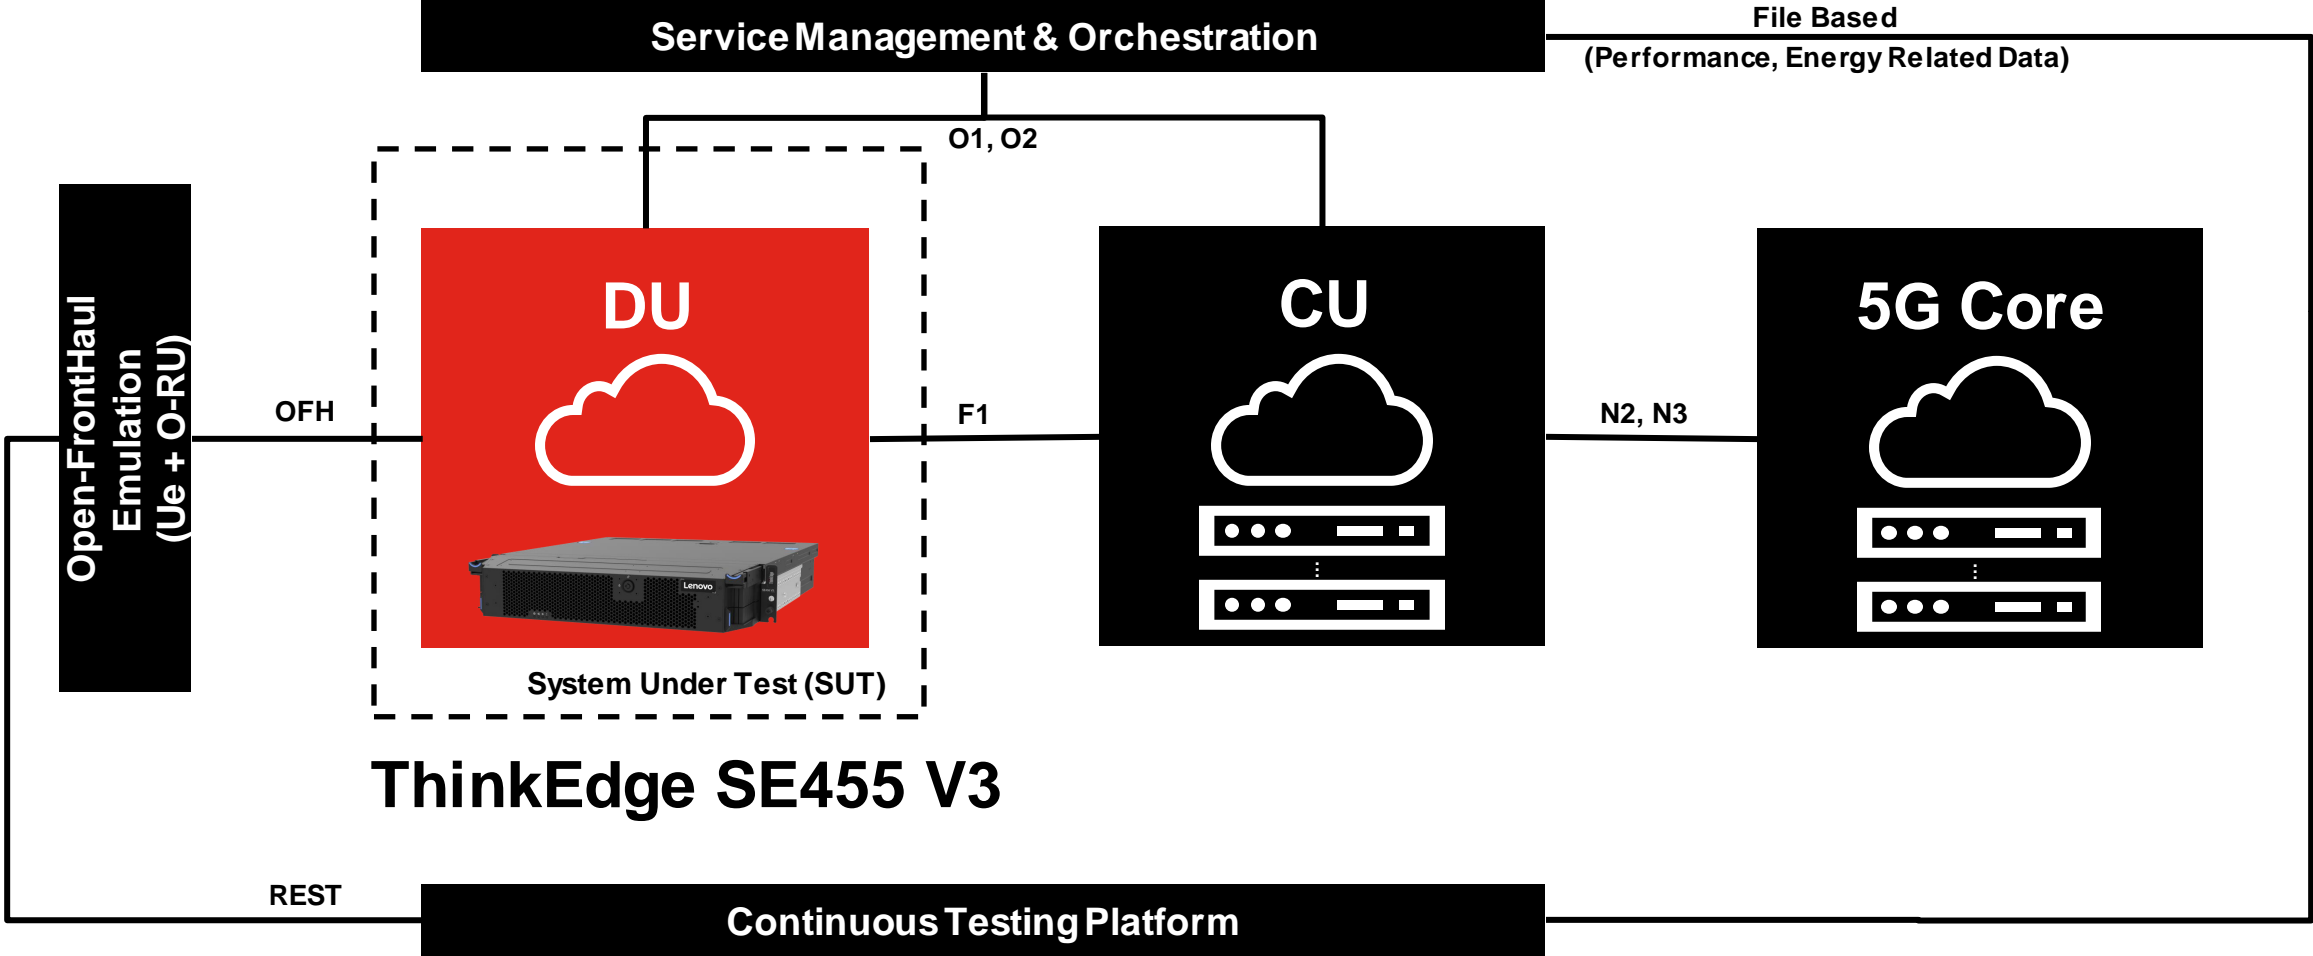 Service Management & Orchestration
File Based
(Performance, Energy Related Data)
O1, O2
Open-FrontHaul
Emulation
(Ue + O-RU)
OFH
DU
Lenovo
System Under Test (SUT)
F1
CU
N2, N3
5G Core
ThinkEdge SE455 V3
REST
Continuous Testing Platform